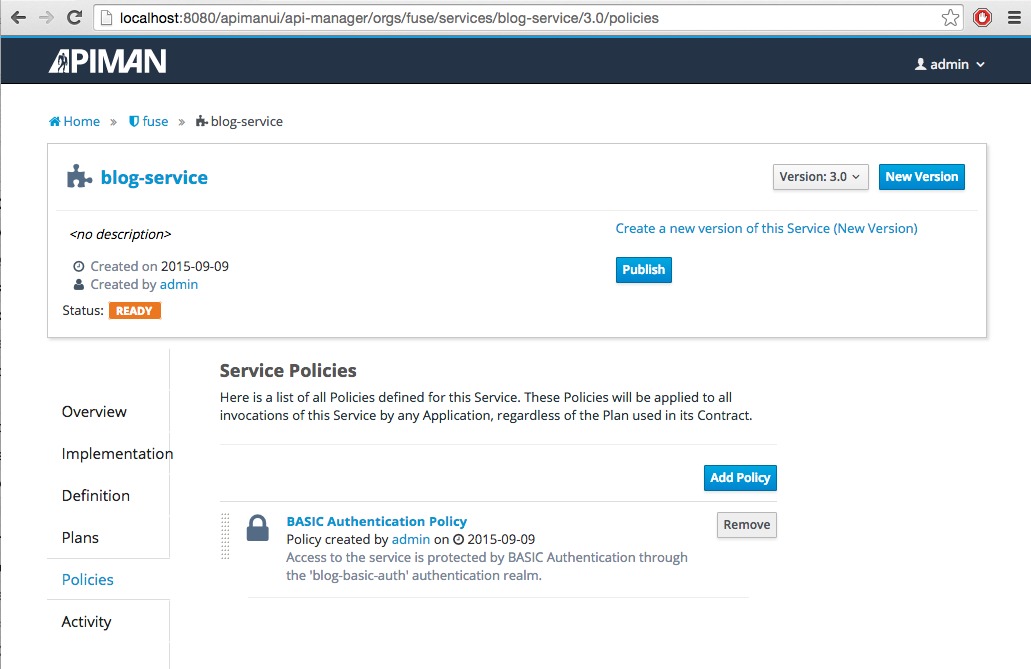 localhost:8080/apimanui/api-manager/orgs/fuse/services/blog-service/3.0/policies
APIMAN
admin
Home » fuse » blog-service
blog-service
Version: 3.0
New Version
<no description>
Create a new version of this Service (New Version)
Created on 2015-09-09
Publish
Created by admin
Status: READY
Service Policies
Here is a list of all Policies defined for this Service. These Policies will be applied to all
invocations of this Service by any Application, regardless of the Plan used in its Contract.
Overview
Implementation
Definition
Plans
Policies
Activity
Add Policy
BASIC Authentication Policy
Remove
Policy created by admin on 2015-09-09
Access to the service is protected by BASIC Authentication through
the 'blog-basic-auth' authentication realm.